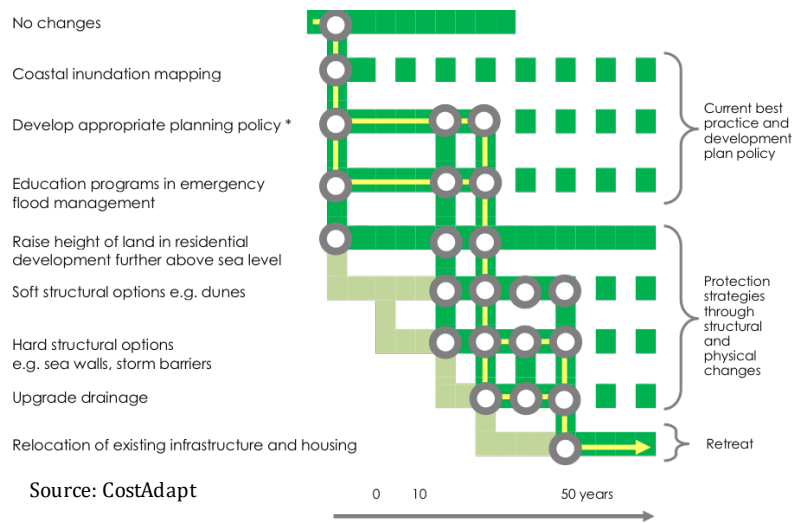 No changes
Coastal inundation mapping
Develop appropriate planning policy *
Education programs in emergency
flood management
Raise height of land in residential
development further above sea level
Soft structural options e.g. dunes
Hard structural options
e.g. sea walls, storm barriers
Upgrade drainage
Relocation of existing infrastructure and housing
Current best
practice and
development
plan policy
Protection
strategies
through
structural
and
physical
changes
Retreat
Source: CostAdapt
0 10 50 years